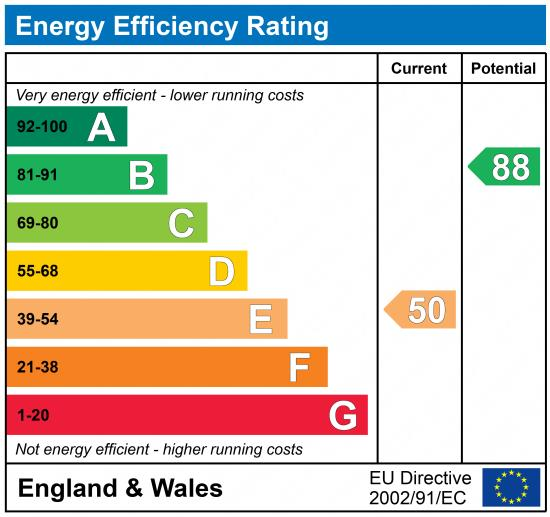 Energy Efficiency Rating
Current Potential
Very energy efficient - lower running costs
92-100 A
81-91 B 88
69-80 C
55-68 D
39-54 E 50
21-38 F
1-20 G
Not energy efficient - higher running costs
England & Wales
EU Directive
2002/91/EC